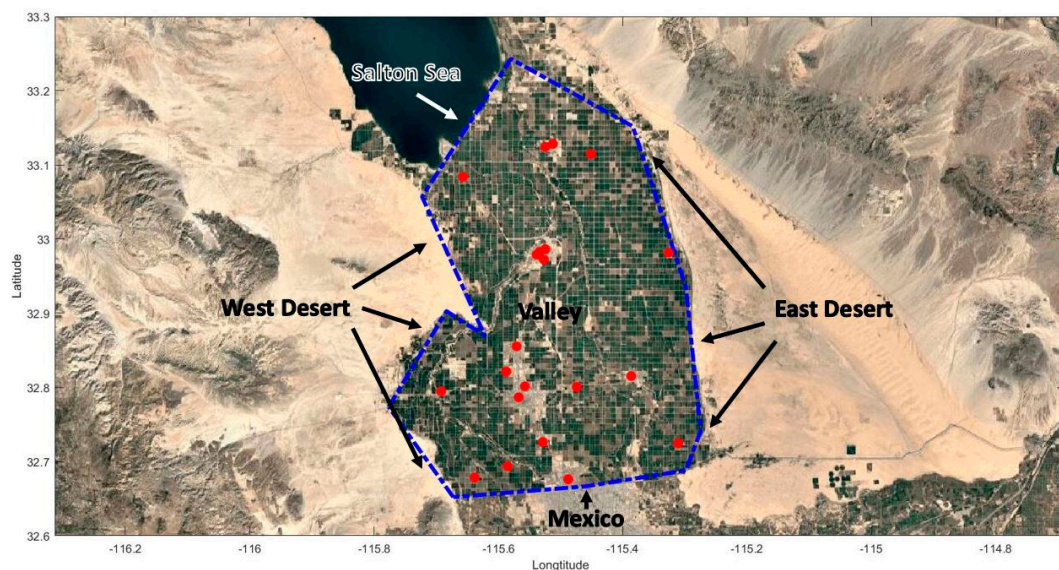 33.3
33.2
33.1
33
32.9
32.8
32.7
32.6
Latitude
Salton Sea
West Desert
Valley
East Desert
Mexico
-116.2
-116
-115.8
-115.6
-115.4
-115.2
-115
-114.8
Longtitude